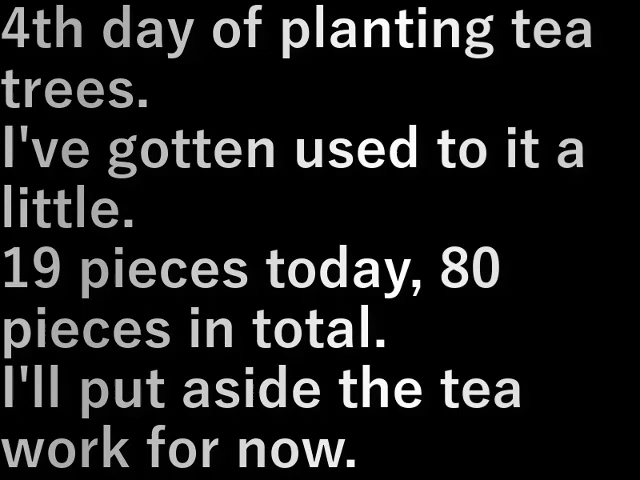 4th day of planting tea
trees.
I've gotten used to it a
little.
19 pieces today, 80
pieces in total.
I'll put aside the tea
work for now.